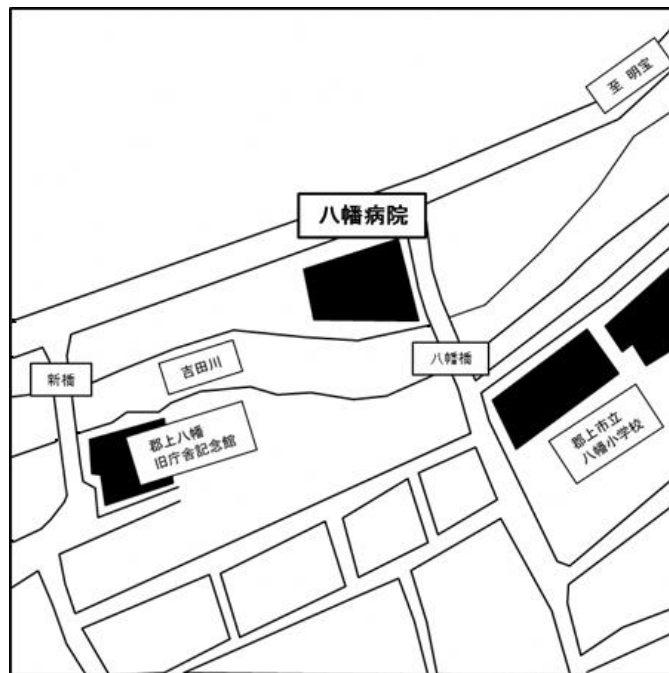 至 明宝
八幡病院
八幡橋
新橋
吉田川
郡上八幡
旧庁舎記念館
郡上市立
八幡小学校